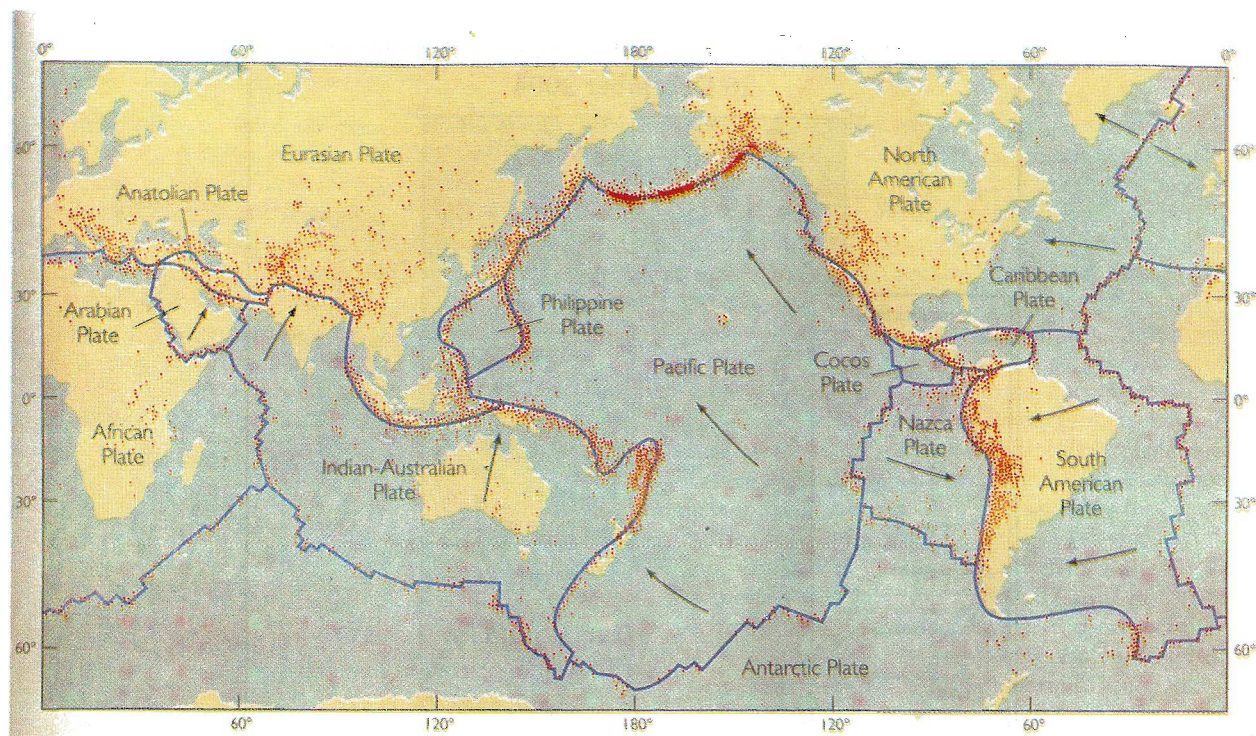 0° 60° 120° 180° 120° 60° 0°
60° 60°
Eurasian Plate
North
American
Plate
Anatolian Plate
30° 30°
Arabian
Plate
Philippine
Plate
Caribbean
Plate
Pacific Plate
Cocos
Plate
0° 0°
African
Plate
Nazca
Plate
Indian-Australian
Plate
South
American
Plate
30° 30°
60° 60°
Antarctic Plate
60° 120° 180° 120° 60°